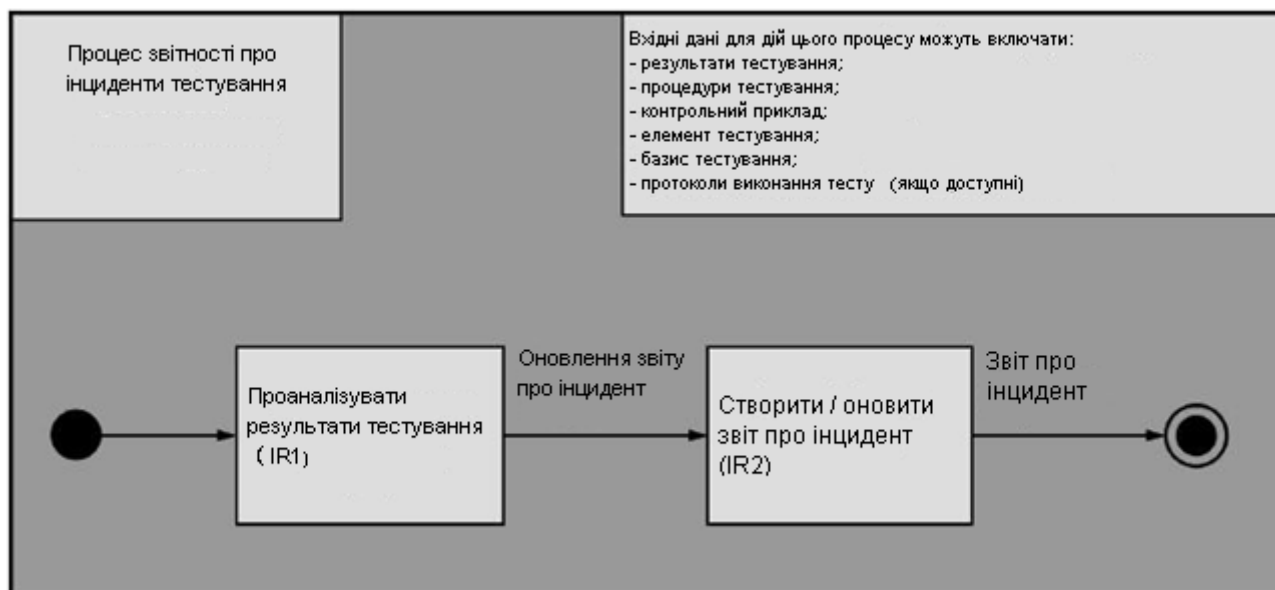 Процес звітності про
інциденти тестування
Вхідні дані для дій цього процесу можуть включати:
- результати тестування;
- процедури тестування;
- контрольний приклад;
- елемент тестування;
- базис тестування;
- протоколи виконання тесту (якщо доступні)
Проаналізувати
результати тестування
( IR1)
Оновлення звіту
про інцидент
Створити / оновити
звіт про інцидент
(IR2)
Звіт про
інцидент